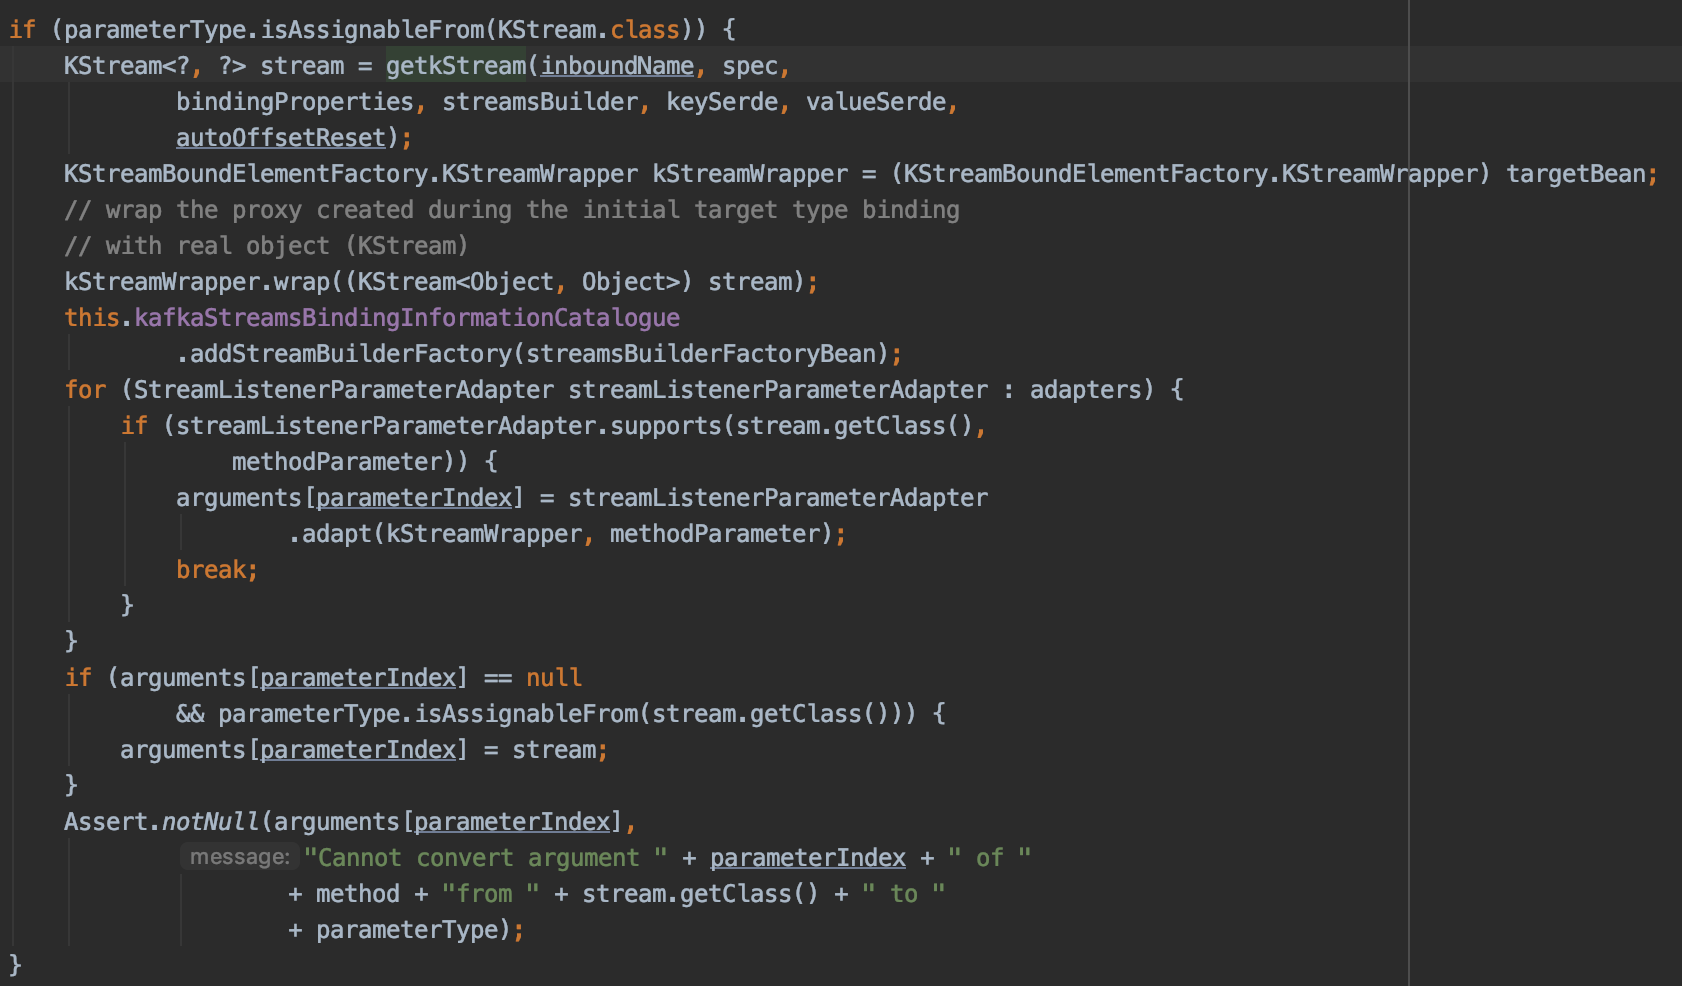 if (parameterType.isAssignableFrom(KStream.class)) {
KStream<?, ?> stream = getkStream(inboundName, spec,
bindingProperties, streamsBuilder, keySerde, valueSerde,
autoOffsetReset);
KStreamBoundElementFactory.KStreamWrapper kStreamWrapper = (KStreamBoundElementFactory.KStreamWrapper) targetBean;
// wrap the proxy created during the initial target type binding
// with real object (KStream)
kStreamWrapper.wrap((KStream<Object, Object>) stream);
this.kafkaStreamsBindingInformationCatalogue
.addStreamBuilderFactory(streamsBuilderFactoryBean);
for (StreamListenerParameterAdapter streamListenerParameterAdapter : adapters) {
if (streamListenerParameterAdapter.supports(stream.getClass(),
methodParameter)) {
arguments[parameterIndex] = streamListenerParameterAdapter
.adapt(kStreamWrapper, methodParameter);
break;
}
}
if (arguments[parameterIndex] == null
&& parameterType.isAssignableFrom(stream.getClass())) {
arguments[parameterIndex] = stream;
}
Assert.notNull(arguments[parameterIndex],
message: "Cannot convert argument " + parameterIndex + " of "
+ method + "from " + stream.getClass() + " to "
+ parameterType);
}